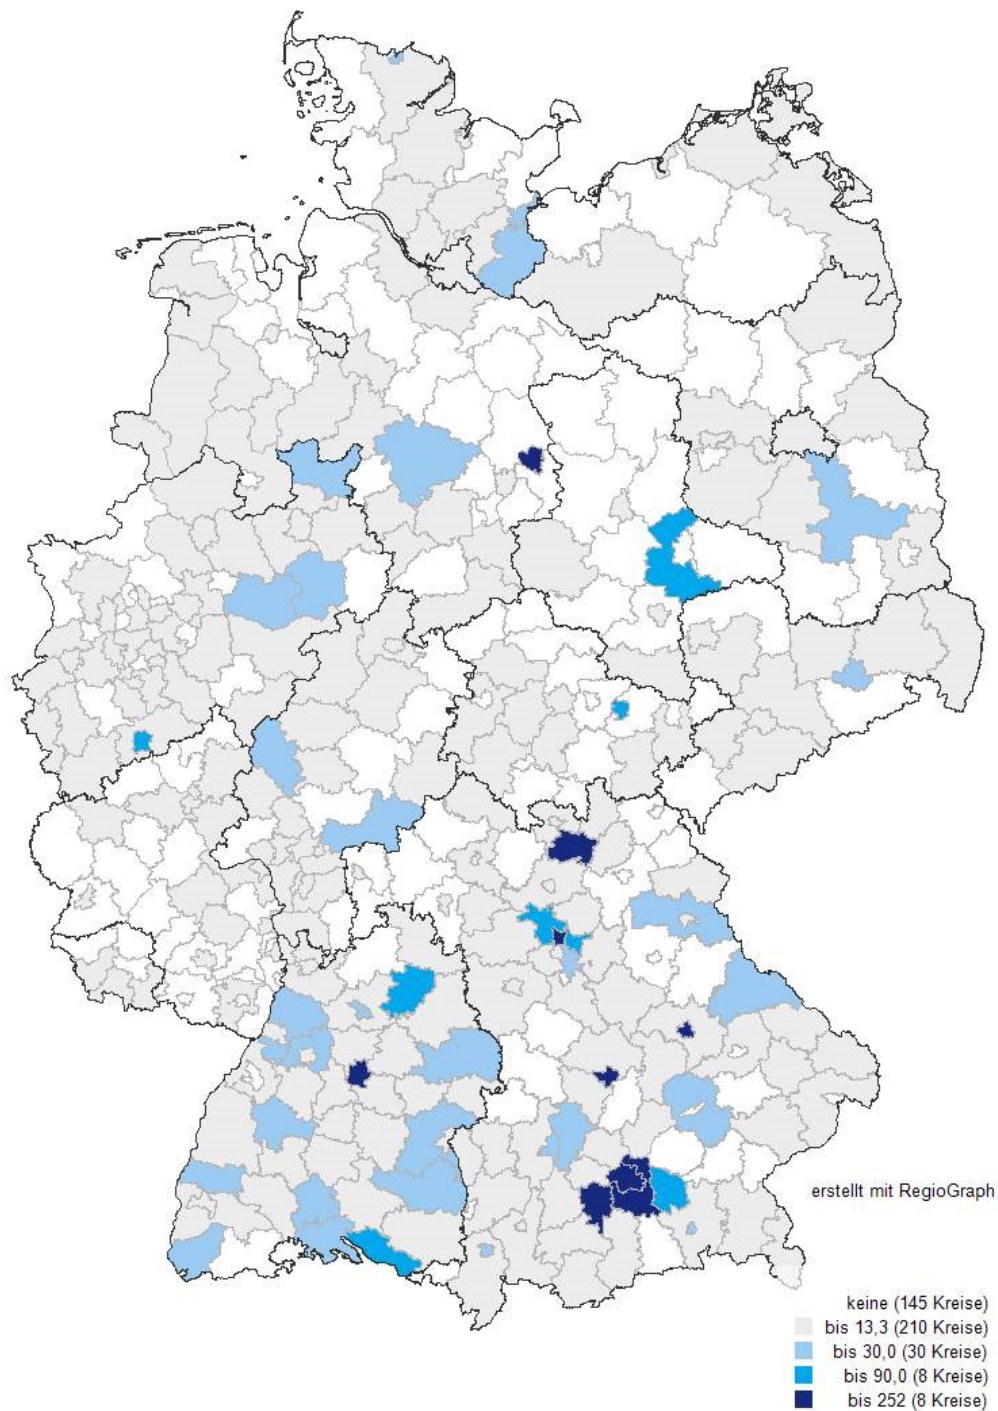 erstellt mit RegioGraph
keine (145 Kreise)
bis 13,3 (210 Kreise)
bis 30,0 (30 Kreise)
bis 90,0 (8 Kreise)
bis 252 (8 Kreise)